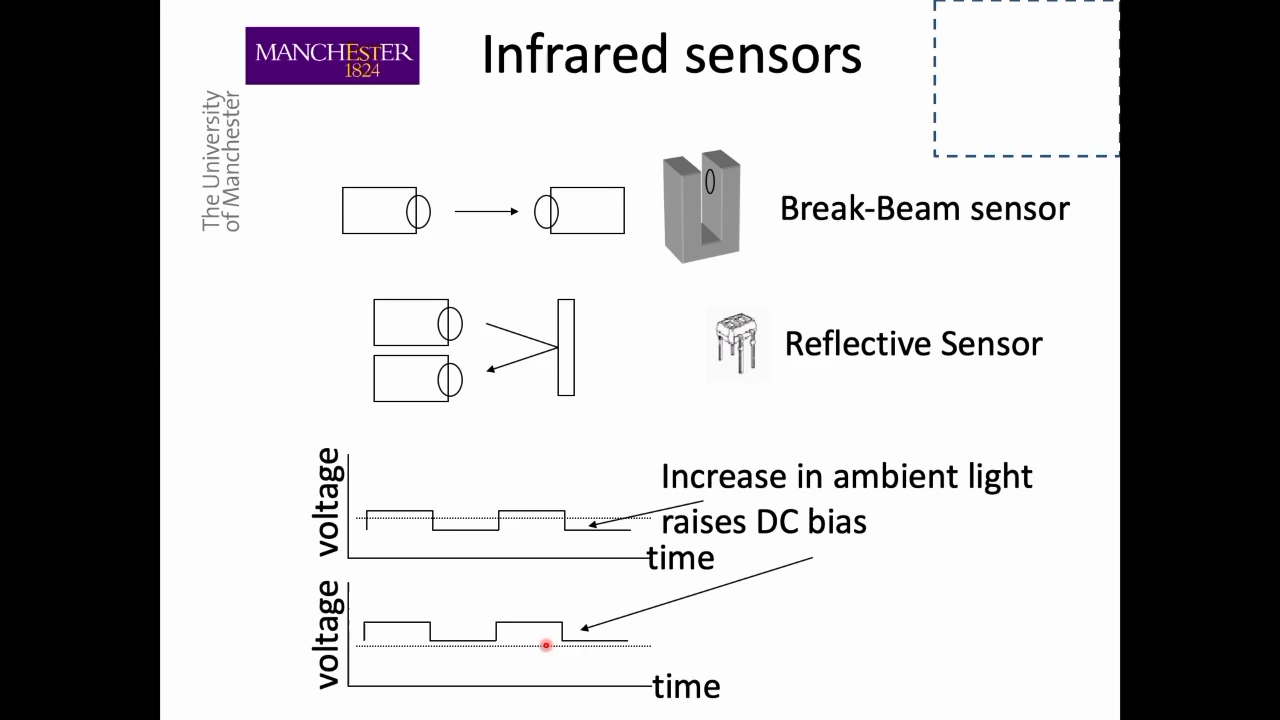 MANCHESTER
1824
The University
of Manchester
Infrared sensors
Break-Beam sensor
Reflective Sensor
voltage
Increase in ambient light
raises DC bias
time
voltage
time